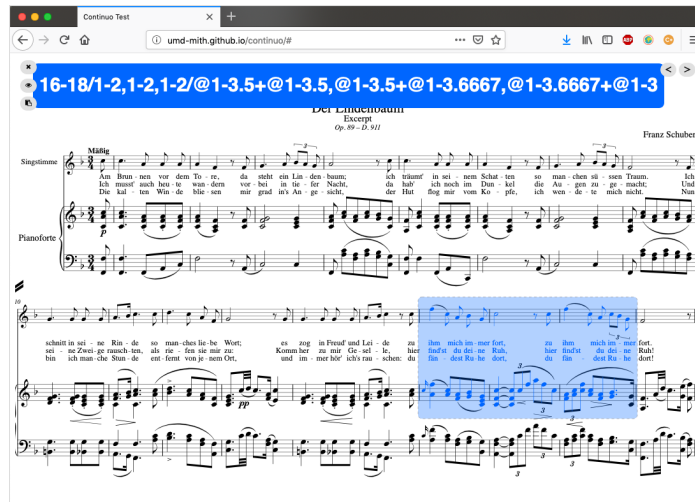 Continuo Test
umd-mith.github.io/continuo/#
16-18/1-2,1-2,1-2/@1-3.5+@1-3.5,@1-3.5+@1-3.6667,@1-3.6667+@1-3
Der Lindenbaum
Excerpt
Op. 89 – D. 911
Franz Schuber
Mäßig
Singstimme
Am Brun - nen vor dem To - re, da steht ein Lin - den - baum; ich träumt' in sei - nem Schat - ten so man - chen süs - sen Traum. Ich
Ich musst' auch heu - te wan - dern vor - bei in tie - fer Nacht, da hab' ich noch im Dun - kel die Au - gen zu - ge - macht; Und
Die kal - ten Win - de blie - sen mir grad in's An - ge - sicht, der Hut flog mir vom Ko - pfe, ich wen - de - te mich nicht. Nun
Pianoforte
p
10
schnitt in sei - ne Rin - de so man - ches lie - be Wort; es zog in Freud' und Lei - de zu ihm mich im - mer fort, zu ihm mich im - mer fort.
sei - ne Zwei - ge rausch - ten, als rie - fen sie mir zu: Komm her zu mir Ge - sel - le, hier find'st du dei - ne Ruh, hier find'st du dei - ne Ruh!
bin ich man - che Stun - de ent - fernt von je - nem Ort, und im - mer hör' ich's rau - schen: du fän - dest Ru - he dort, du fän - dest Ru - he dort!
pp
3
3
3
3
3